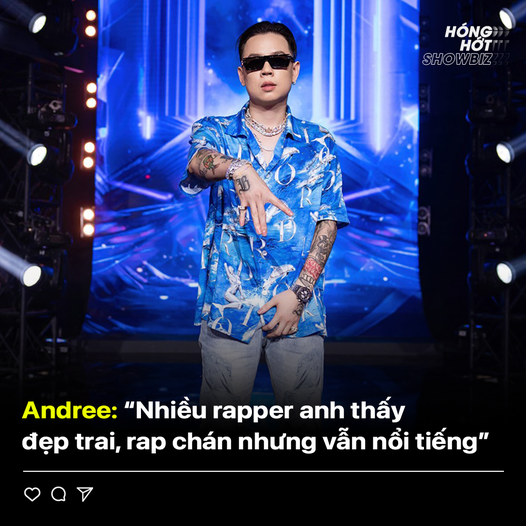 HÓNG
HỚT
SHOWBIZ
Andree: “Nhiều rapper anh thấy
đẹp trai, rap chán nhưng vẫn nổi tiếng”